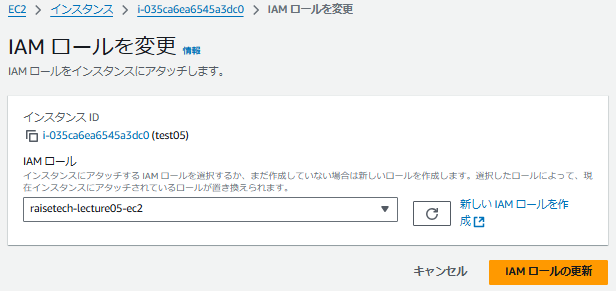 EC2 > インスタンス > i-035ca6ea6545a3dc0 > IAM ロールを変更
IAM ロールを変更 情報
IAM ロールをインスタンスにアタッチします。
インスタンス ID
i-035ca6ea6545a3dc0 (test05)
IAM ロール
インスタンスにアタッチする IAM ロールを選択するか、まだ作成していない場合は新しいロールを作成します。選択したロールによって、現
在インスタンスにアタッチされているロールが置き換えられます。
raisetech-lecture05-ec2
新しい IAM ロールを作
成
キャンセル
IAM ロールの更新